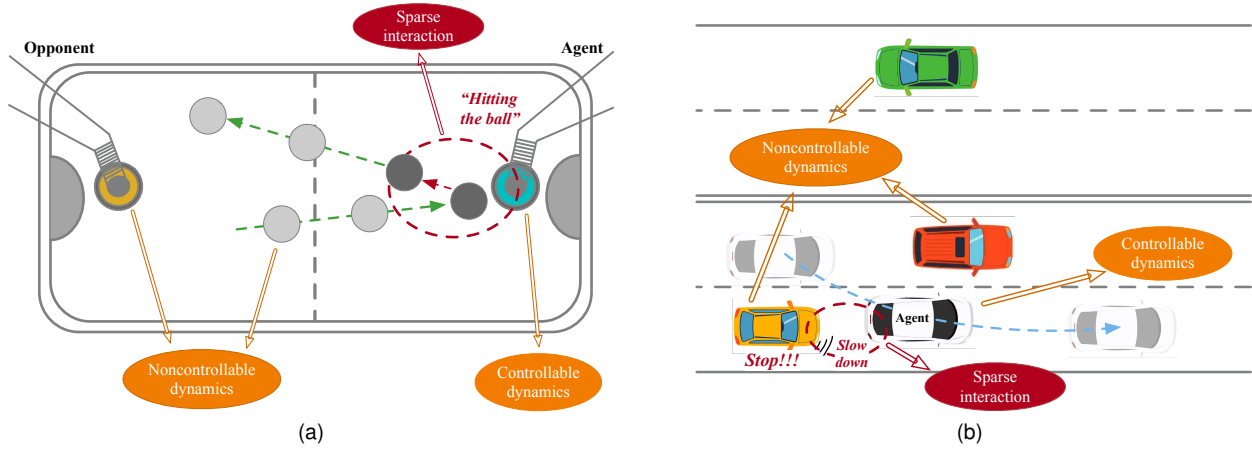 Sparse
interaction
Opponent
Agent
“Hitting
the ball”
Noncontrollable
dynamics
Controllable
dynamics
(a)
Noncontrollable
dynamics
Controllable
dynamics
Agent
Stop!!!
Slow
down
Sparse
interaction
(b)